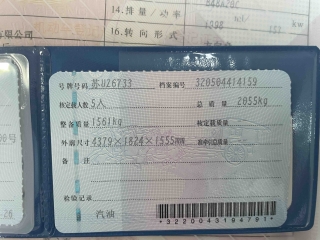 14.排量/功率
16.转向形式
号牌号码 苏U26733 档案编号 320504414159
核定载人数 5人 总质量 2055kg
整备质量 1561kg 核定载质量
外廓尺寸 4379×1824×1555mm 准牵引总质量
备注
检验记录
汽油
*3220043194791*